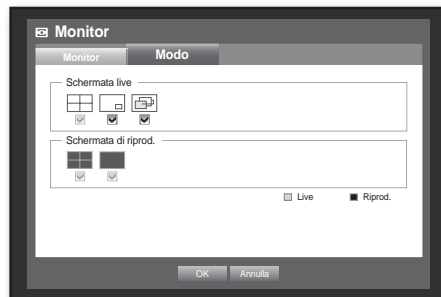 Monitor
Monitor Modo
Schermata live
Schermata di riprod.
Live Riprod.
OK Annulla